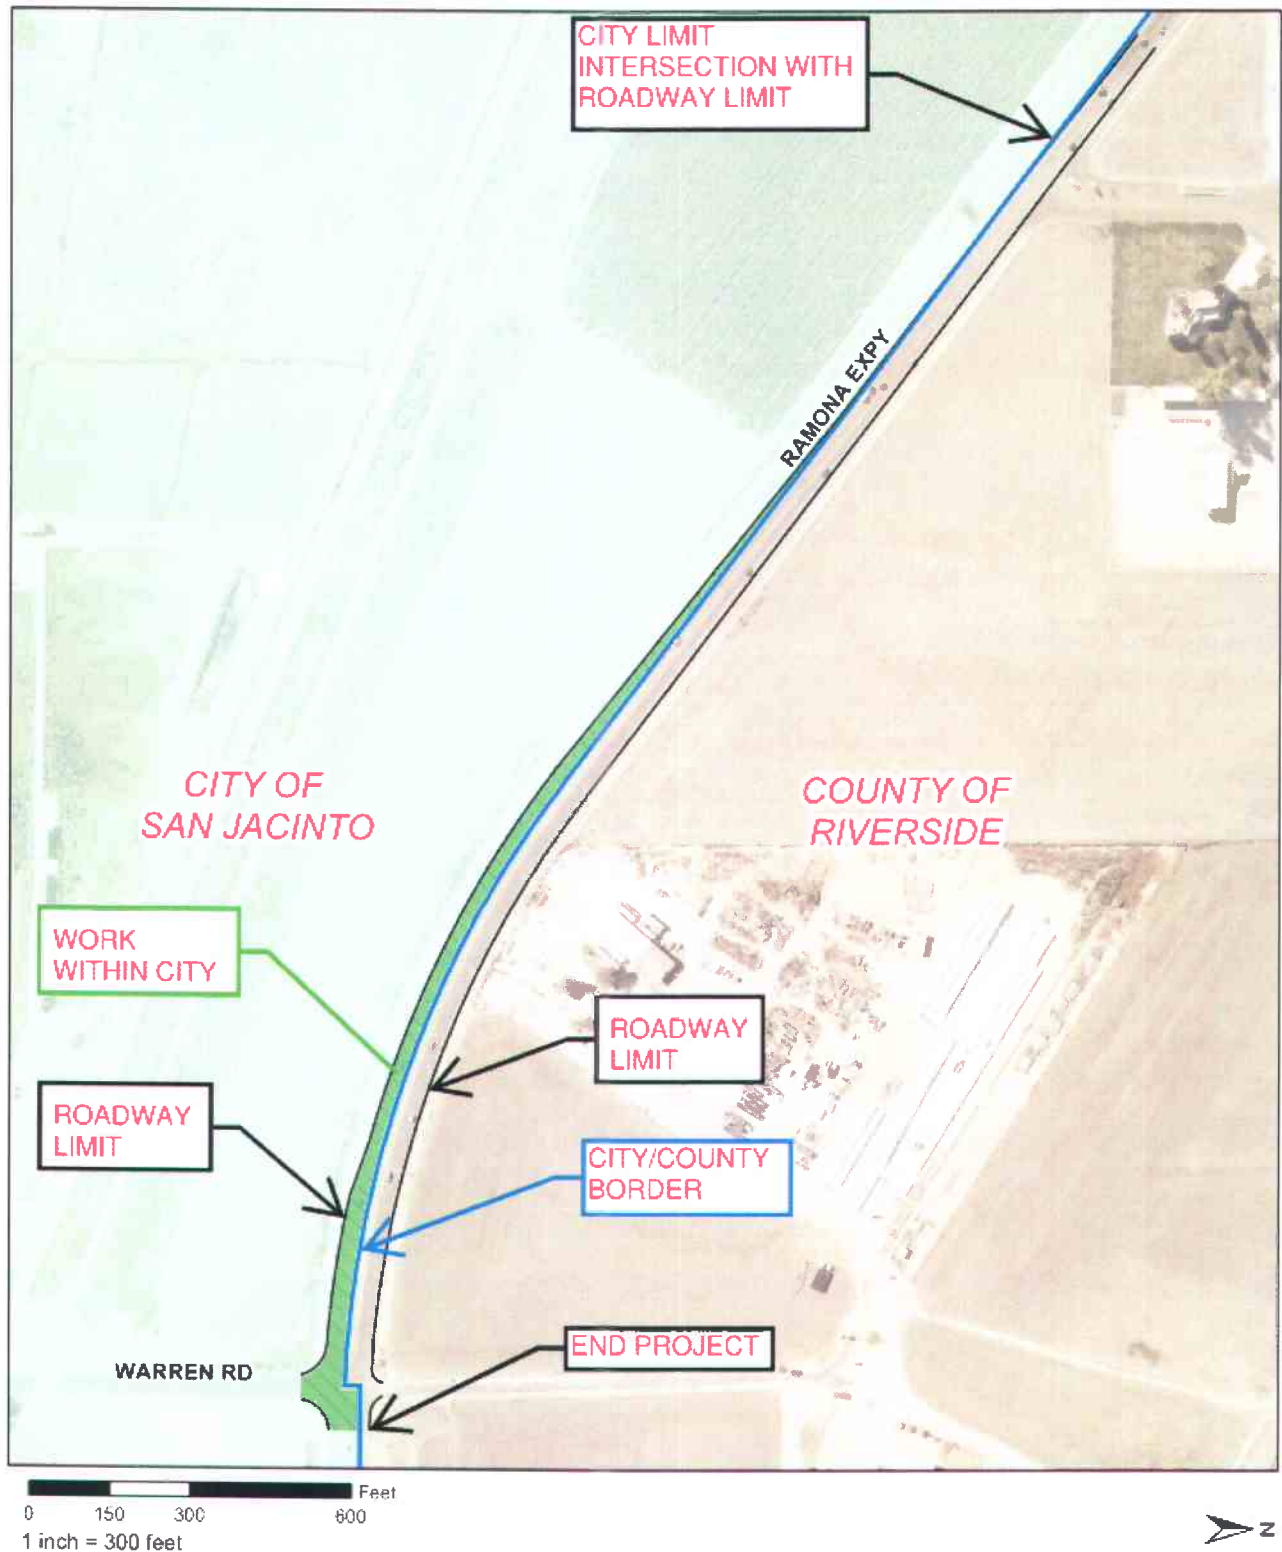 CITY LIMIT
INTERSECTION WITH
ROADWAY LIMIT
RAMONA EXPY
CITY OF
SAN JACINTO
COUNTY OF
RIVERSIDE
WORK
WITHIN CITY
ROADWAY
LIMIT
ROADWAY
LIMIT
CITY/COUNTY
BORDER
END PROJECT
WARREN RD
Feet
0 150 300 600
1 inch = 300 feet
N